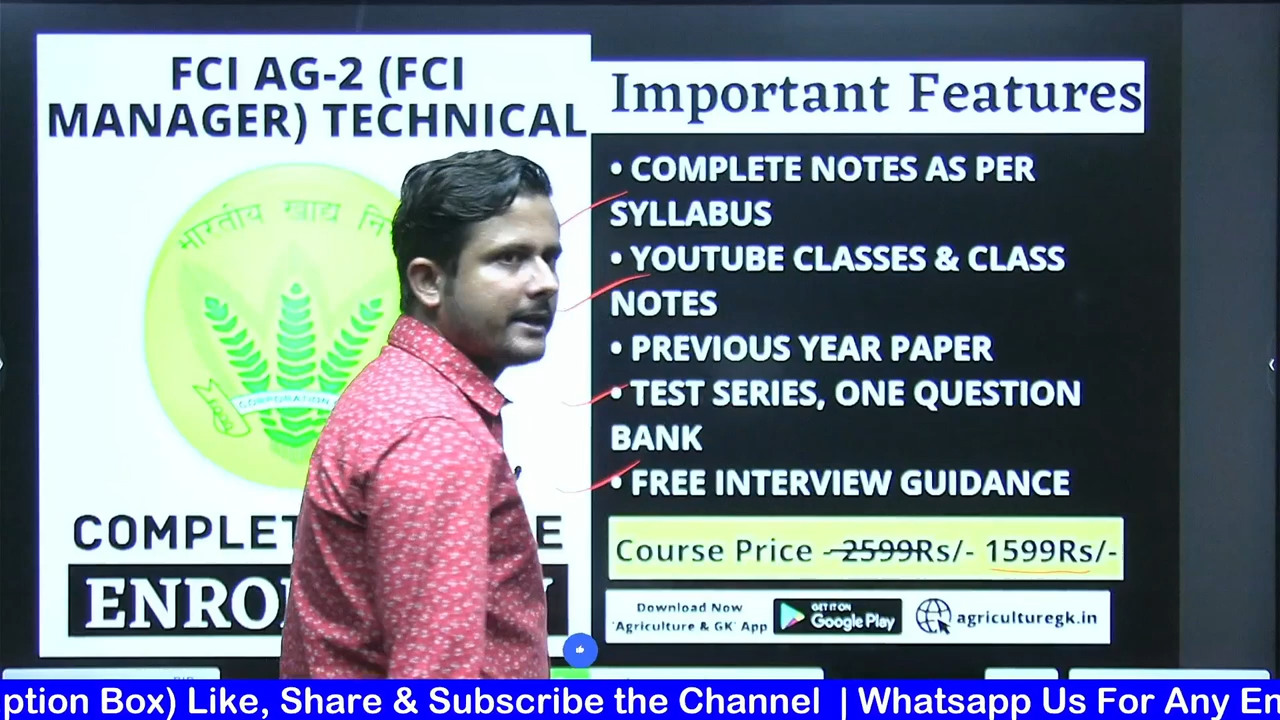 FCI AG-2 (FCI
MANAGER) TECHNICAL
भारतीय खाद्य
CORPORATION
Important Features
• COMPLETE NOTES AS PER
SYLLABUS
• YOUTUBE CLASSES & CLASS
NOTES
• PREVIOUS YEAR PAPER
• TEST SERIES, ONE QUESTION
BANK
• FREE INTERVIEW GUIDANCE
Course Price - 2599Rs/- 1599Rs/-
Download Now
'Agriculture & GK' App
GET IT ON
Google Play
agriculturegk.in
ption Box) Like, Share & Subscribe the Channel | Whatsapp Us For Any En